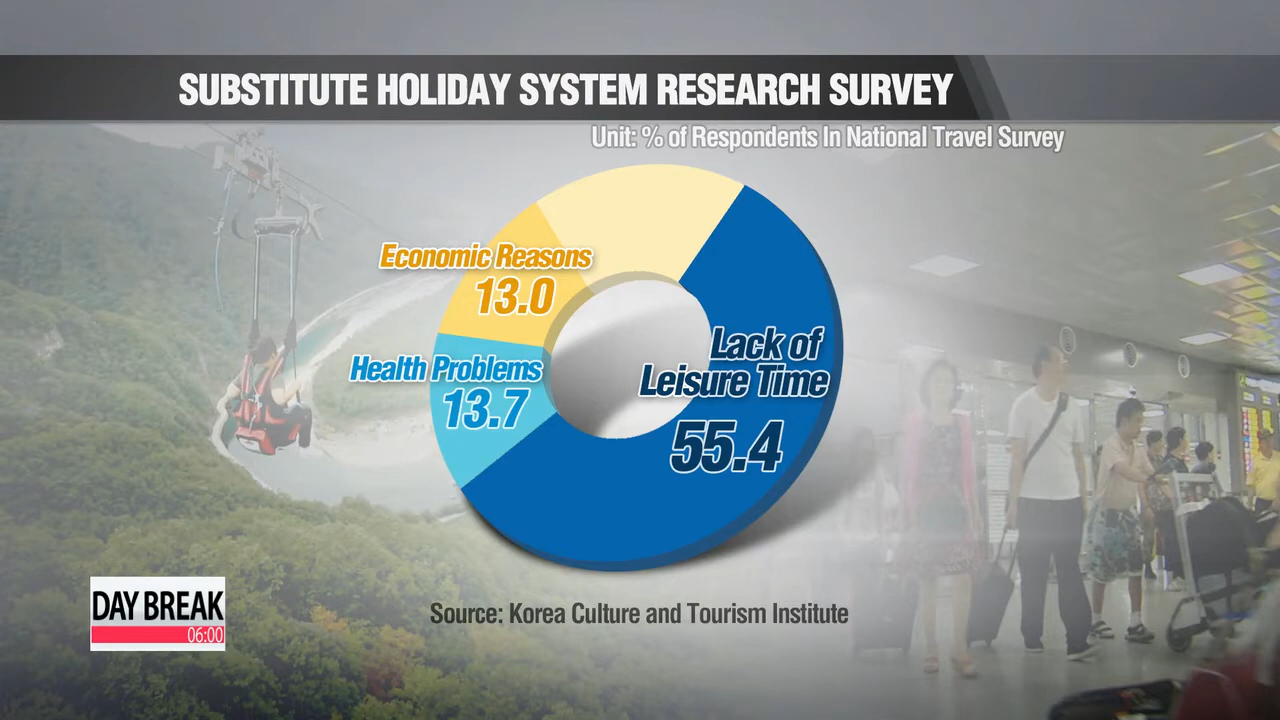 SUBSTITUTE HOLIDAY SYSTEM RESEARCH SURVEY
Unit: % of Respondents In National Travel Survey
Economic Reasons
13.0
Health Problems
13.7
Lack of
Leisure Time
55.4
DAY BREAK
06:00
Source: Korea Culture and Tourism Institute